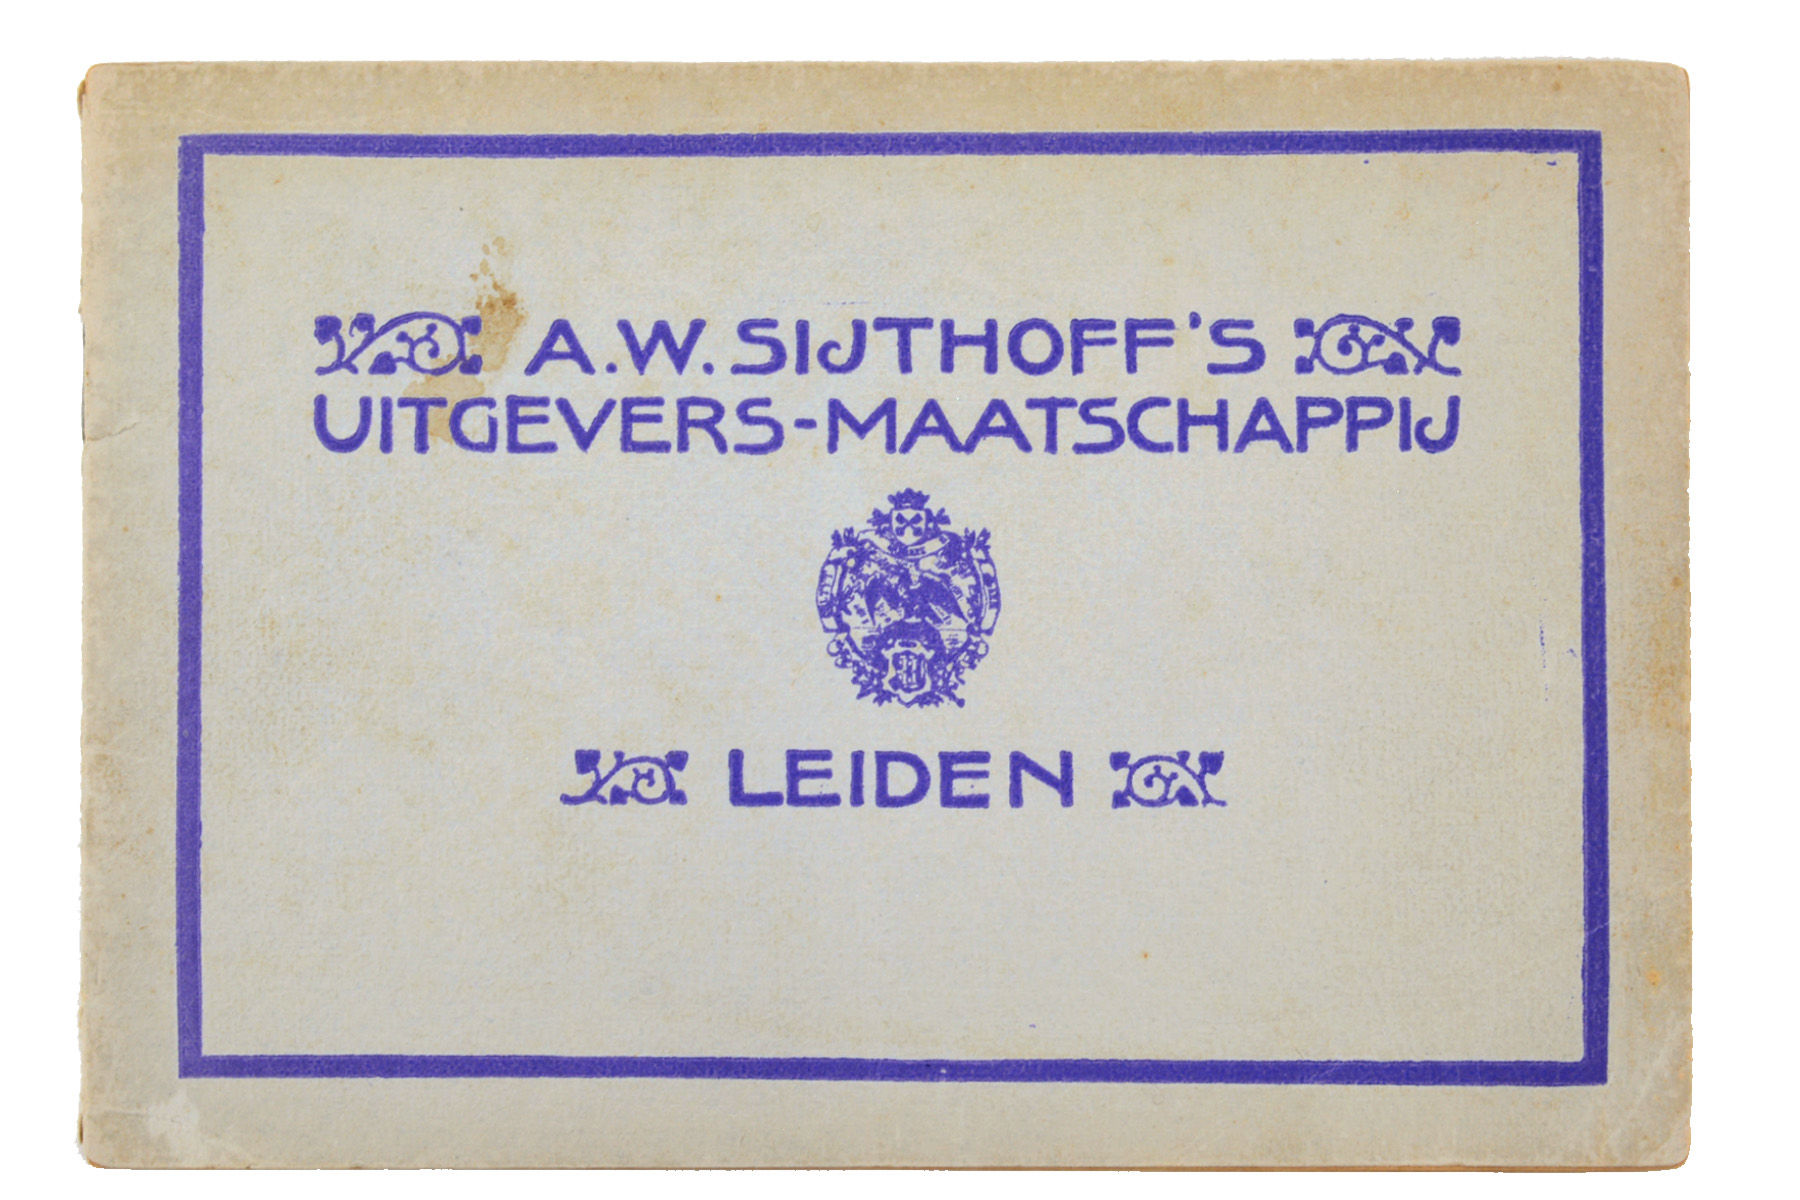 A.W. SIJTHOFF'S
UITGEVERS-MAATSCHAPPIJ
LEIDEN